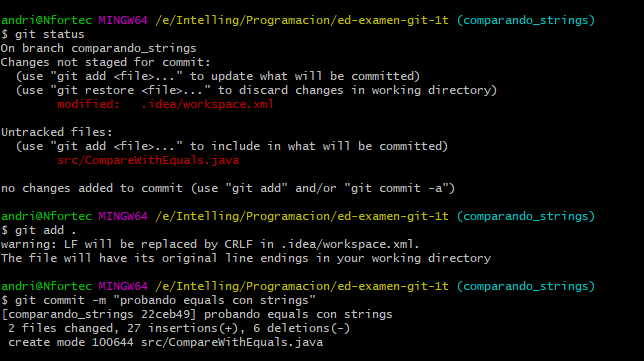 andri@Nfortec MINGW64 /e/Intelling/Programacion/ed-examen-git-1t (comparando_strings)
$ git status
On branch comparando_strings
Changes not staged for commit:
  (use "git add <file>..." to update what will be committed)
  (use "git restore <file>..." to discard changes in working directory)
        modified:   .idea/workspace.xml

Untracked files:
  (use "git add <file>..." to include in what will be committed)
        src/CompareWithEquals.java

no changes added to commit (use "git add" and/or "git commit -a")

andri@Nfortec MINGW64 /e/Intelling/Programacion/ed-examen-git-1t (comparando_strings)
$ git add .
warning: LF will be replaced by CRLF in .idea/workspace.xml.
The file will have its original line endings in your working directory

andri@Nfortec MINGW64 /e/Intelling/Programacion/ed-examen-git-1t (comparando_strings)
$ git commit -m "probando equals con strings"
[comparando_strings 22ceb49] probando equals con strings
 2 files changed, 27 insertions(+), 6 deletions(-)
 create mode 100644 src/CompareWithEquals.java